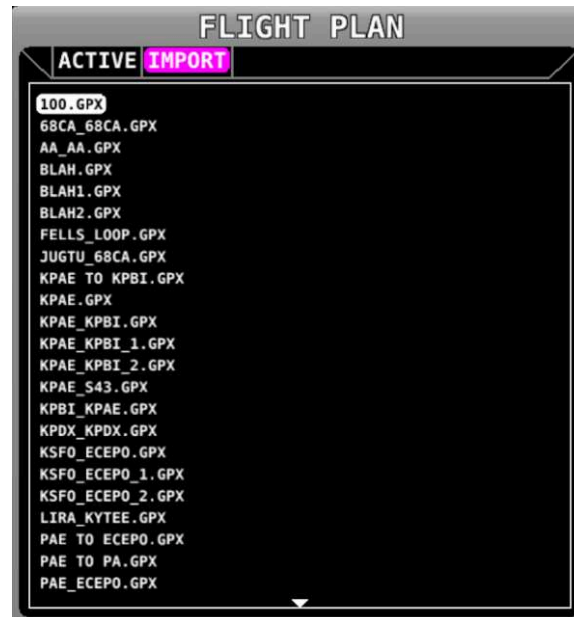 FLIGHT PLAN
ACTIVE IMPORT
100.GPX
68CA_68CA.GPX
AA_AA.GPX
BLAH.GPX
BLAH1.GPX
BLAH2.GPX
FELLS_LOOP.GPX
JUGTU_68CA.GPX
KPAE TO KPBI.GPX
KPAE.GPX
KPAE_KPBI.GPX
KPAE_KPBI_1.GPX
KPAE_KPBI_2.GPX
KPAE_S43.GPX
KPBI_KPAE.GPX
KPDX_KPDX.GPX
KSFO_ECEPO.GPX
KSFO_ECEPO_1.GPX
KSFO_ECEPO_2.GPX
LIRA_KYTEE.GPX
PAE TO ECEPO.GPX
PAE TO PA.GPX
PAE_ECEPO.GPX